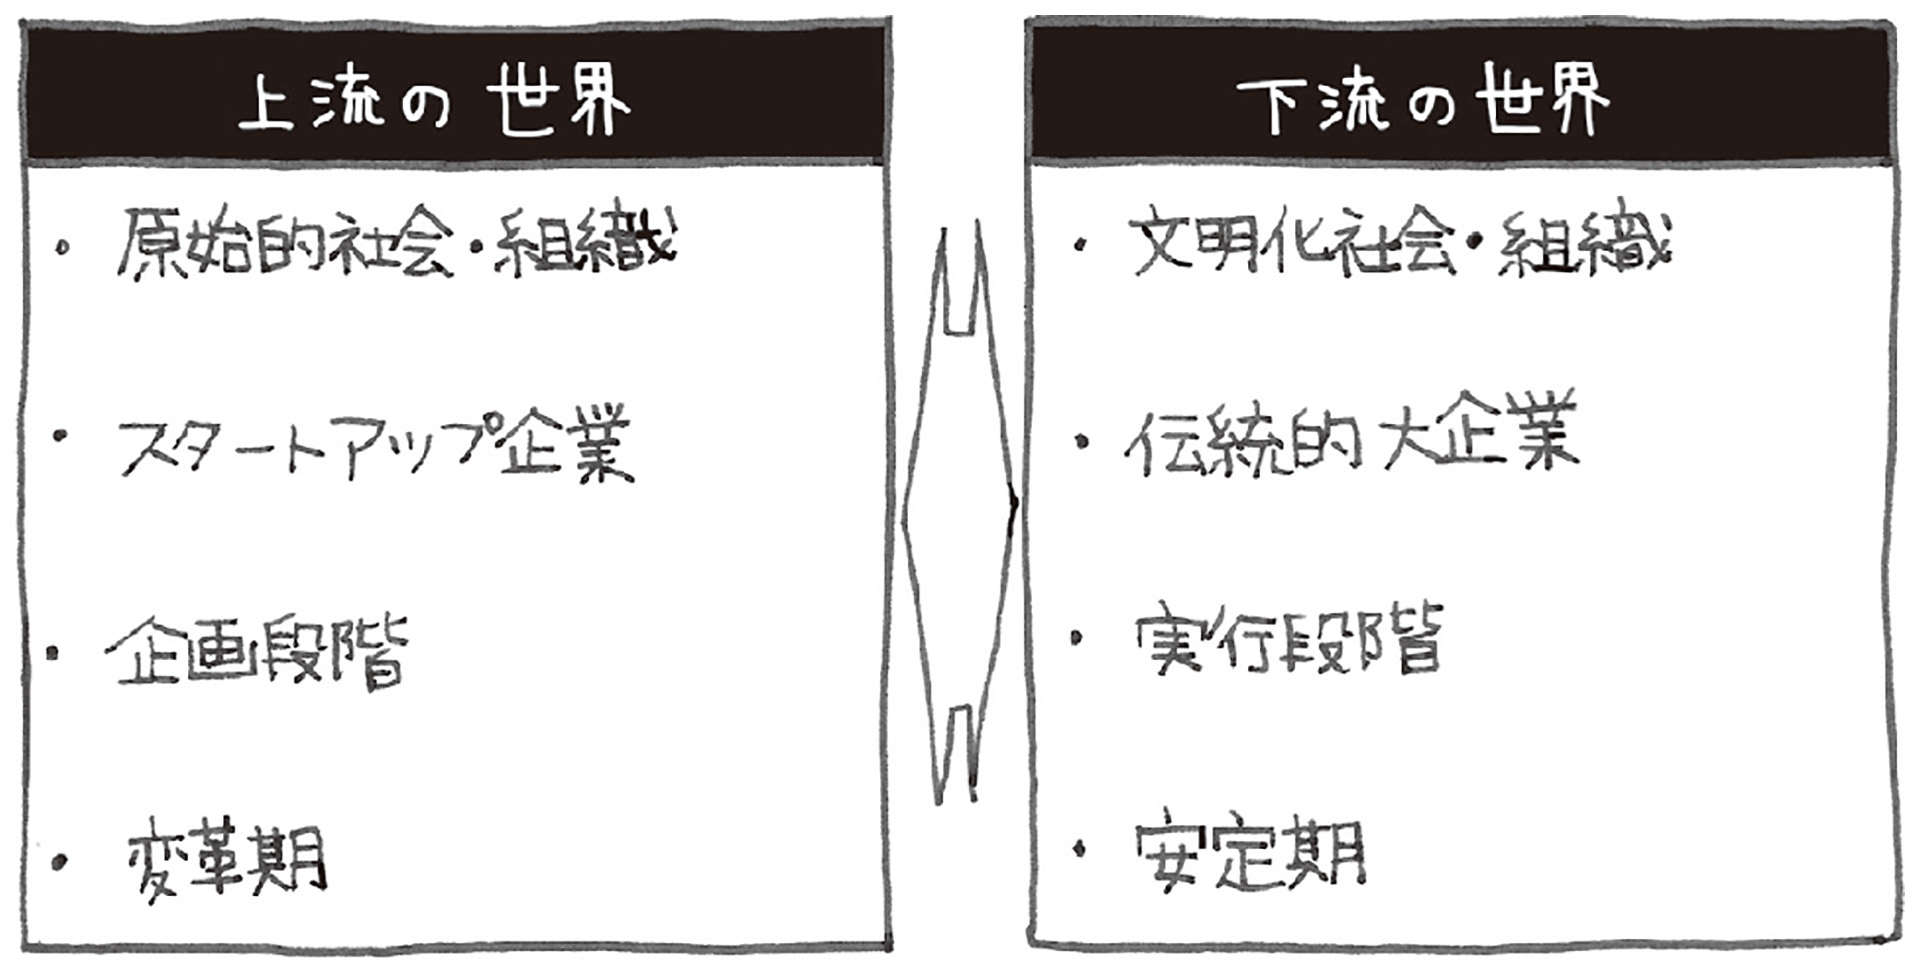 上流の世界
・原始的社会・組織
・スタートアップ企業
・企画段階
・変革期
下流の世界
・文明化社会・組織
・伝統的大企業
・実行段階
・安定期